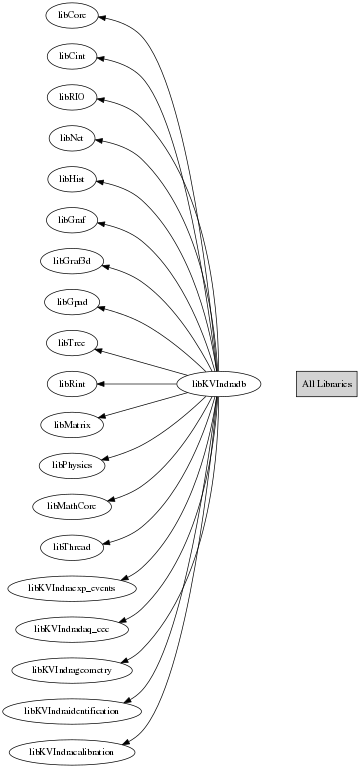 libCore
libCint
libRIO
libNet
libHist
libGraf
libGraf3d
libGpad
libTree
libKVIndradb
All Libraries
libRint
libMatrix
libPhysics
libMathCore
libThread
libKVIndraexp_events
libKVIndradaq_cec
libKVIndrageometry
libKVIndraidentification
libKVIndracalibration